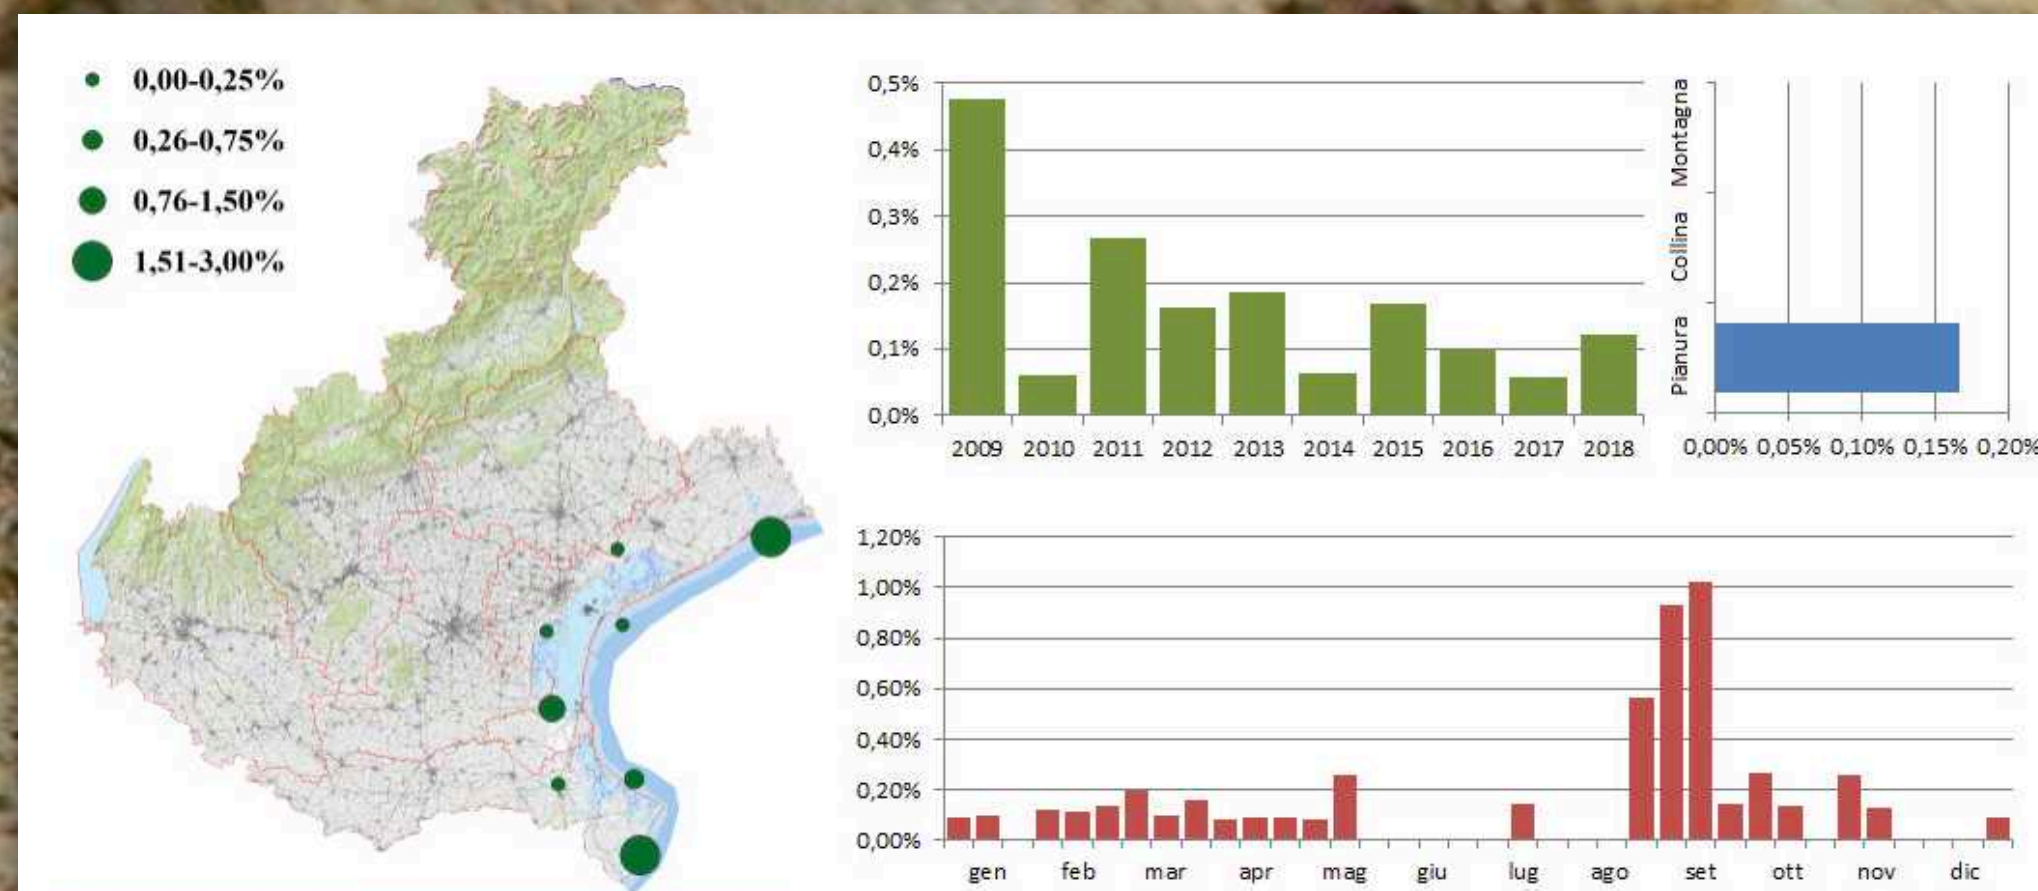 0,00-0,25%
0,26-0,75%
0,76-1,50%
1,51-3,00%
0,5%
0,4%
0,3%
0,2%
0,1%
0,0%
2009 2010 2011 2012 2013 2014 2015 2016 2017 2018
Montagna
Collina
Pianura
0,00% 0,05% 0,10% 0,15% 0,20%
1,20%
1,00%
0,80%
0,60%
0,40%
0,20%
0,00%
gen feb mar apr mag giu lug ago set ott nov dic